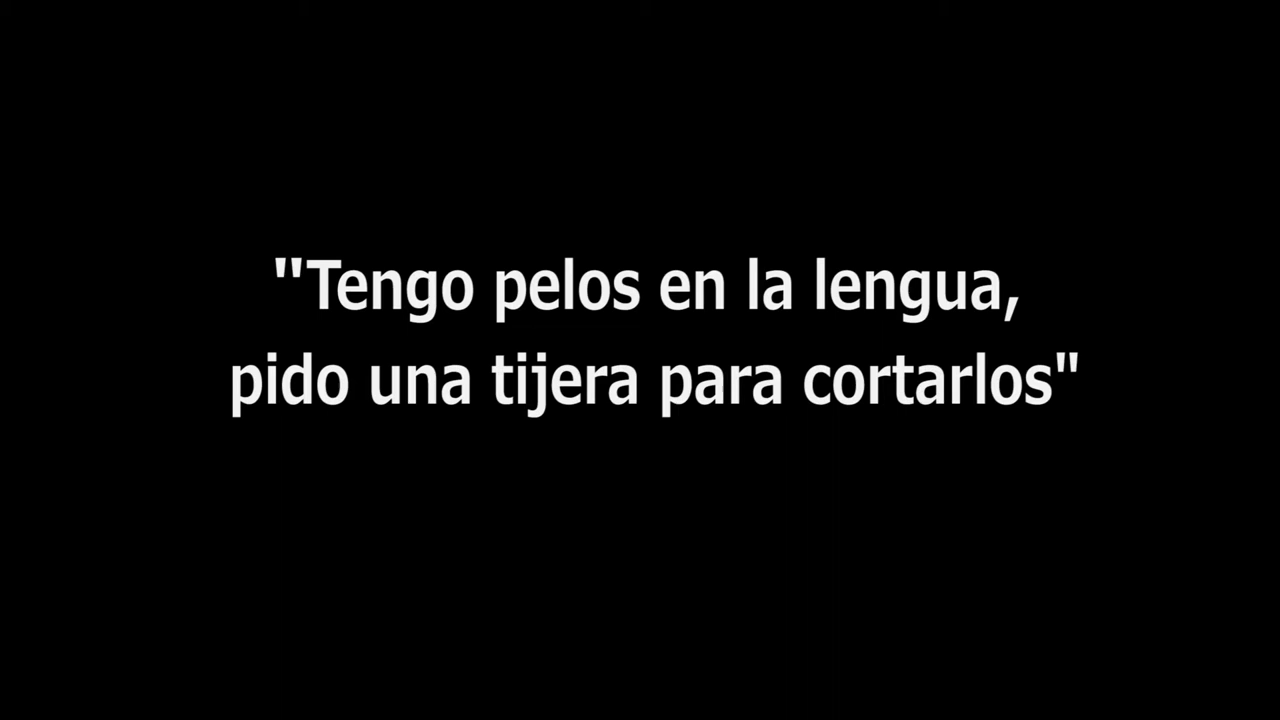 "Tengo pelos en la lengua,
pido una tijera para cortarlos"